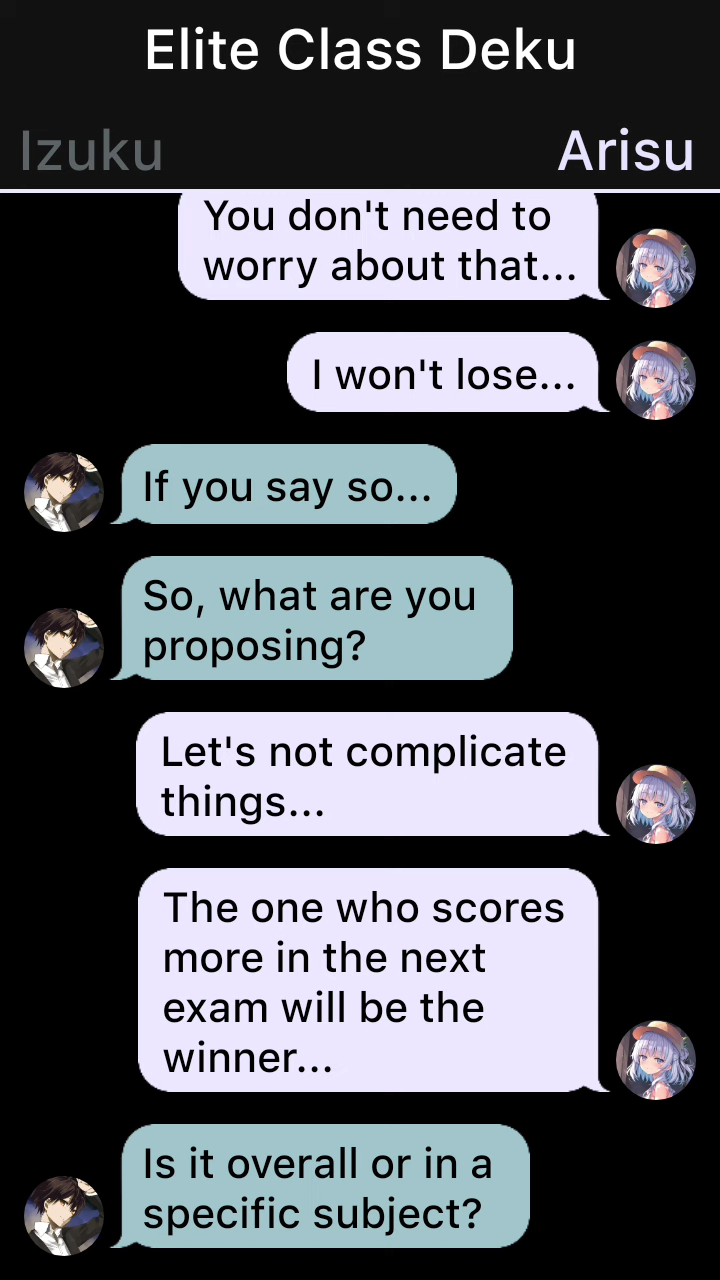 Elite Class Deku
Izuku
Arisu
You don't need to
worry about that...
I won't lose...
If you say so...
So, what are you
proposing?
Let's not complicate
things...
The one who scores
more in the next
exam will be the
winner...
Is it overall or in a
specific subject?